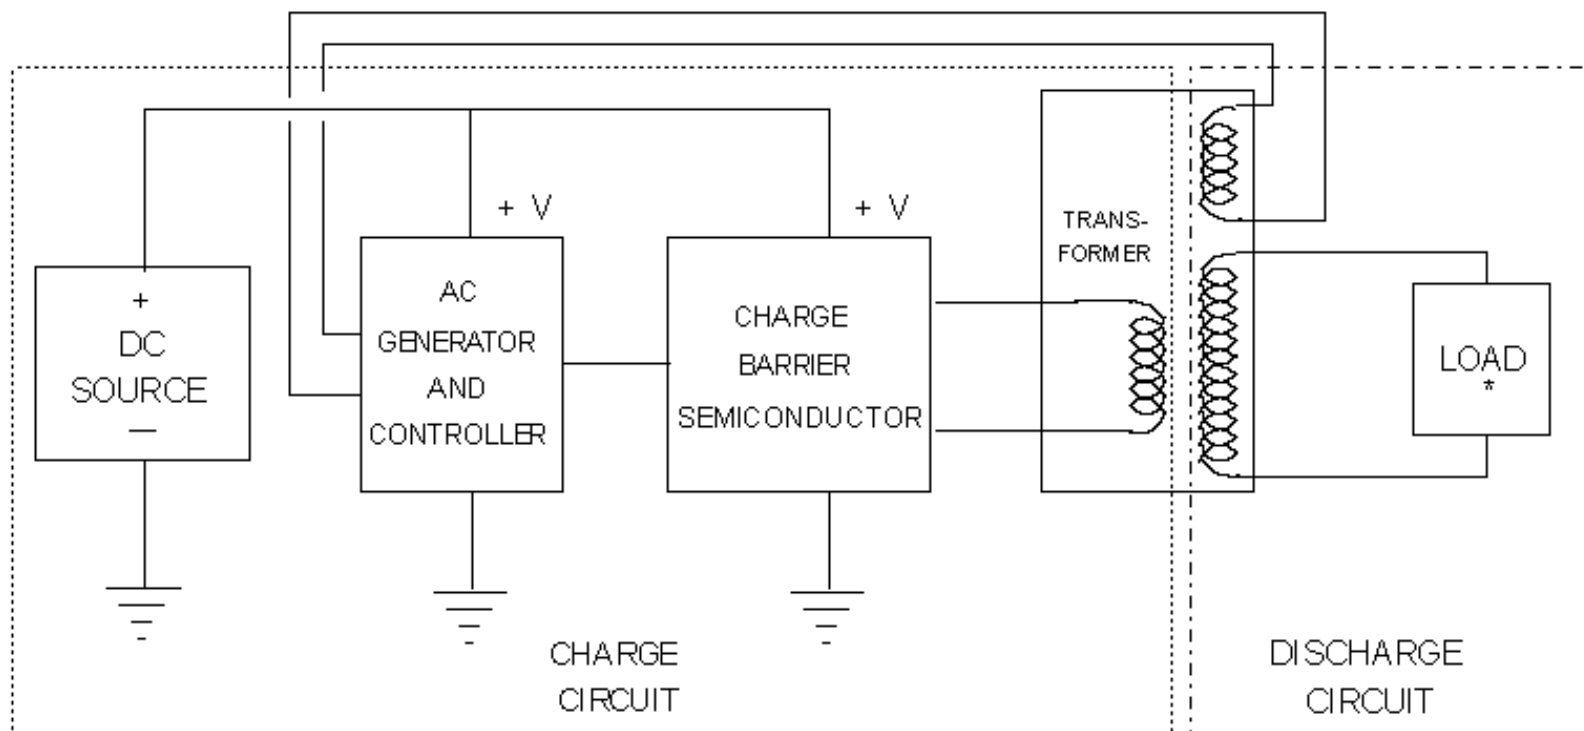 + V
+ V
TRANS-
FORMER
+
DC
SOURCE
—
AC
GENERATOR
AND
CONTROLLER
CHARGE
BARRIER
SEMICONDUCTOR
LOAD
*
CHARGE
CIRCUIT
DISCHARGE
CIRCUIT